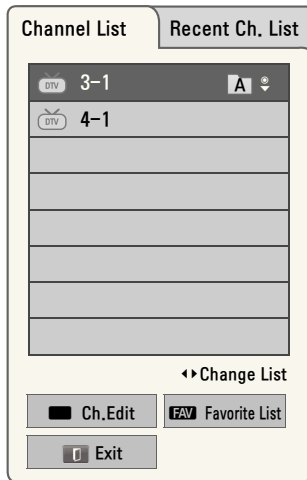 Channel List
Recent Ch. List
DTV 3-1 A
DTV 4-1
Change List
Ch.Edit
FAV Favorite List
Exit